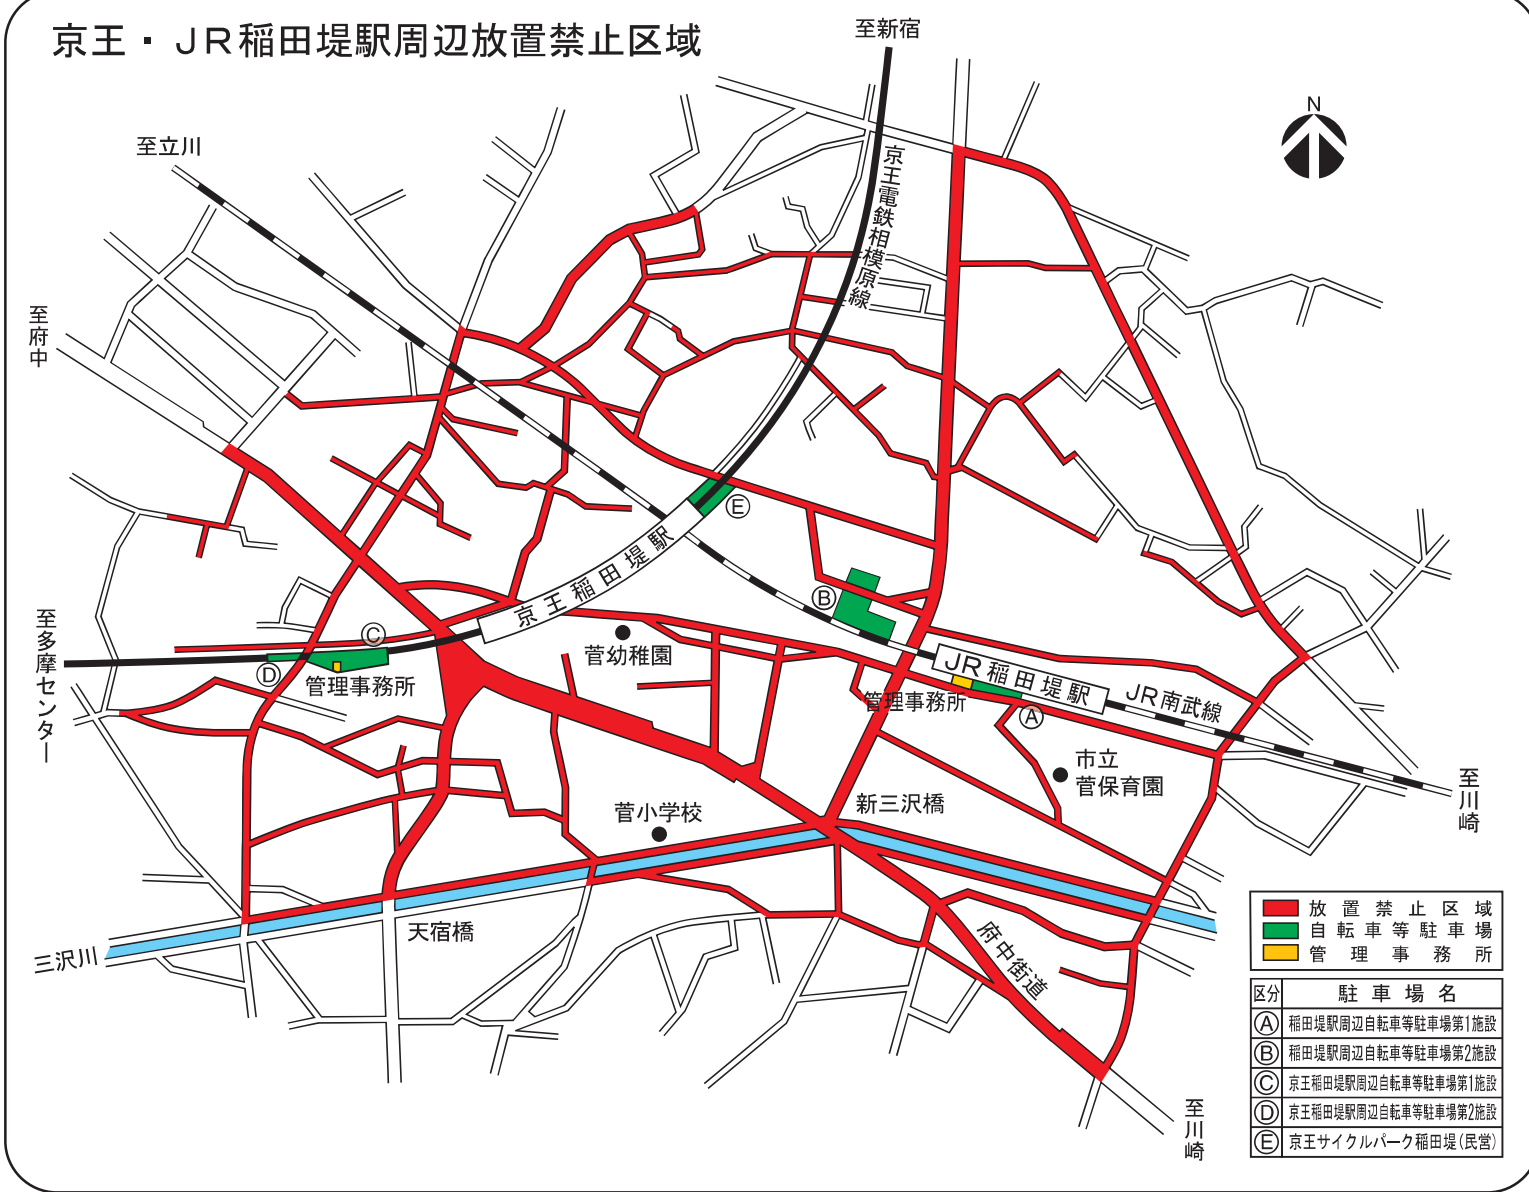 京王・JR稲田堤駅周辺放置禁止区域
至新宿
N
至立川
京王電鉄相模原線
至府中
E
京王稲田堤駅
B
至多摩センター
C
D
管理事務所
菅幼稚園
JR稲田堤駅
JR南武線
管理事務所
A
市立
菅保育園
至川崎
新三沢橋
菅小学校
天宿橋
三沢川
府中街道
至川崎
放置禁止区域
自転車等駐車場
管理事務所
区分 駐車場名
A 稲田堤駅周辺自転車等駐車場第1施設
B 稲田堤駅周辺自転車等駐車場第2施設
C 京王稲田堤駅周辺自転車等駐車場第1施設
D 京王稲田堤駅周辺自転車等駐車場第2施設
E 京王サイクルパーク稲田堤(民営)